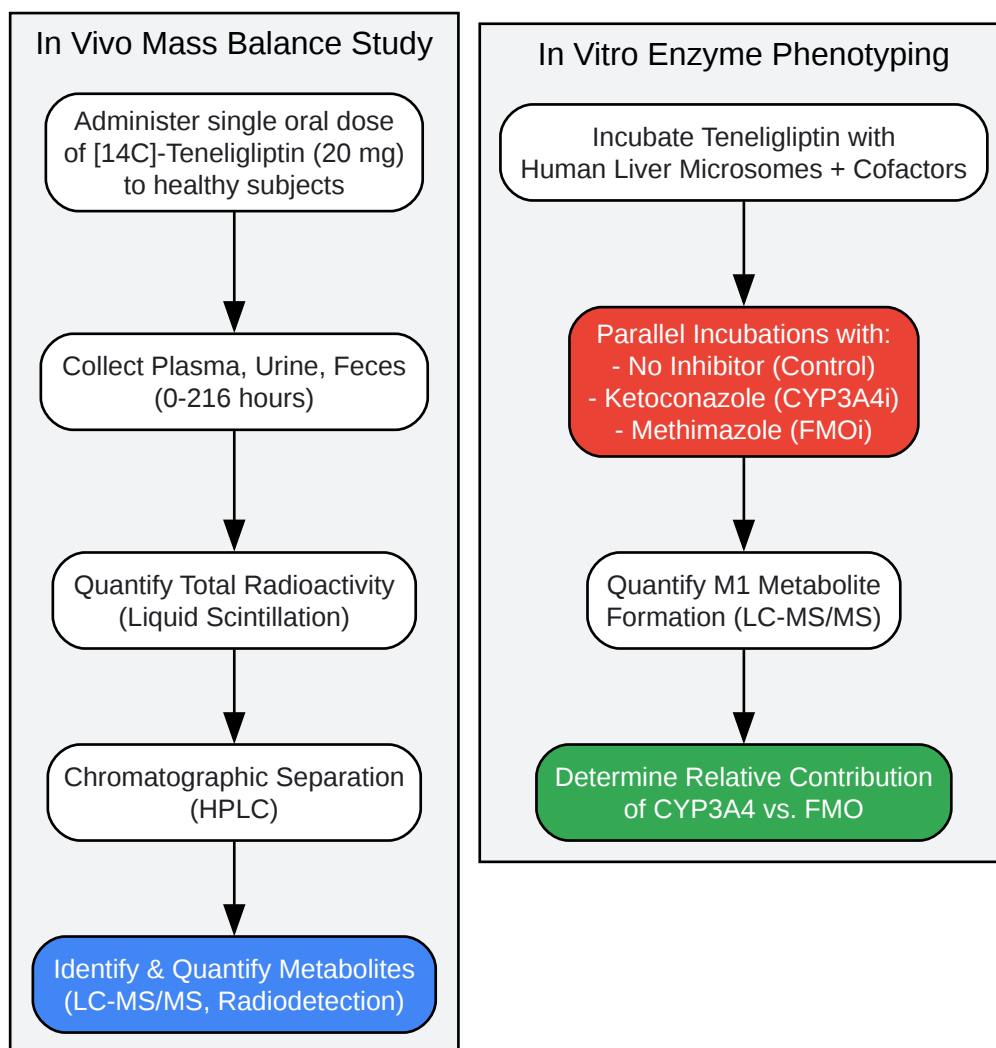 In Vivo Mass Balance Study
Administer single oral dose
of [14C]-Teneligliptin (20 mg)
to healthy subjects
Collect Plasma, Urine, Feces
(0-216 hours)
Quantify Total Radioactivity
(Liquid Scintillation)
Chromatographic Separation
(HPLC)
Identify & Quantify Metabolites
(LC-MS/MS, Radiodetection)
In Vitro Enzyme Phenotyping
Incubate Teneligliptin with
Human Liver Microsomes + Cofactors
Parallel Incubations with:
- No Inhibitor (Control)
- Ketoconazole (CYP3A4i)
- Methimazole (FMOi)
Quantify M1 Metabolite
Formation (LC-MS/MS)
Determine Relative Contribution
of CYP3A4 vs. FMO